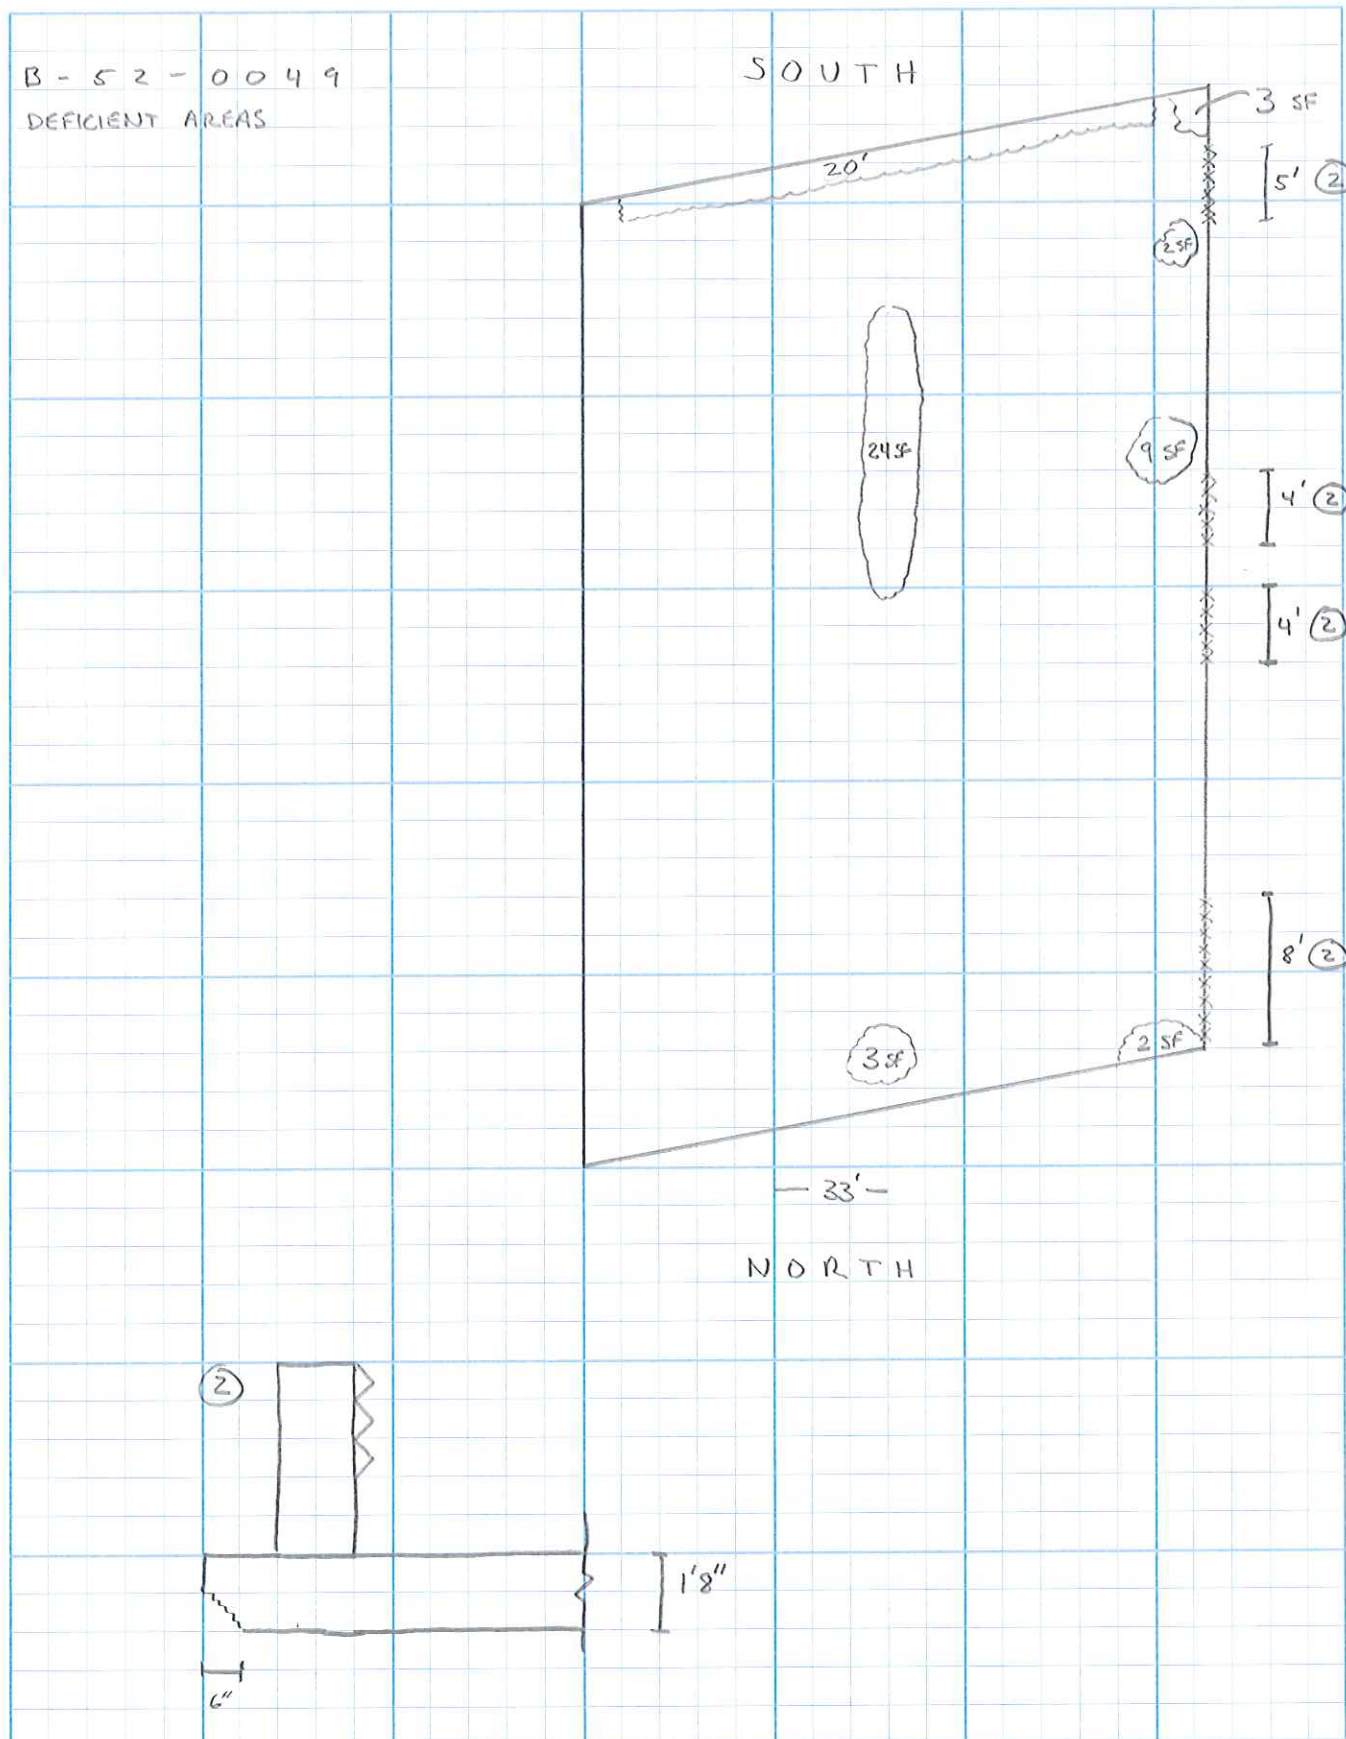 B-52-0049
SOUTH
DEFICIENT AREAS
3 SF
20'
5' ②
2 SF
24 SF
9 SF
4' ②
4' ②
8' ②
3 SF
2 SF
33'
NORTH
②
1'8"
6"